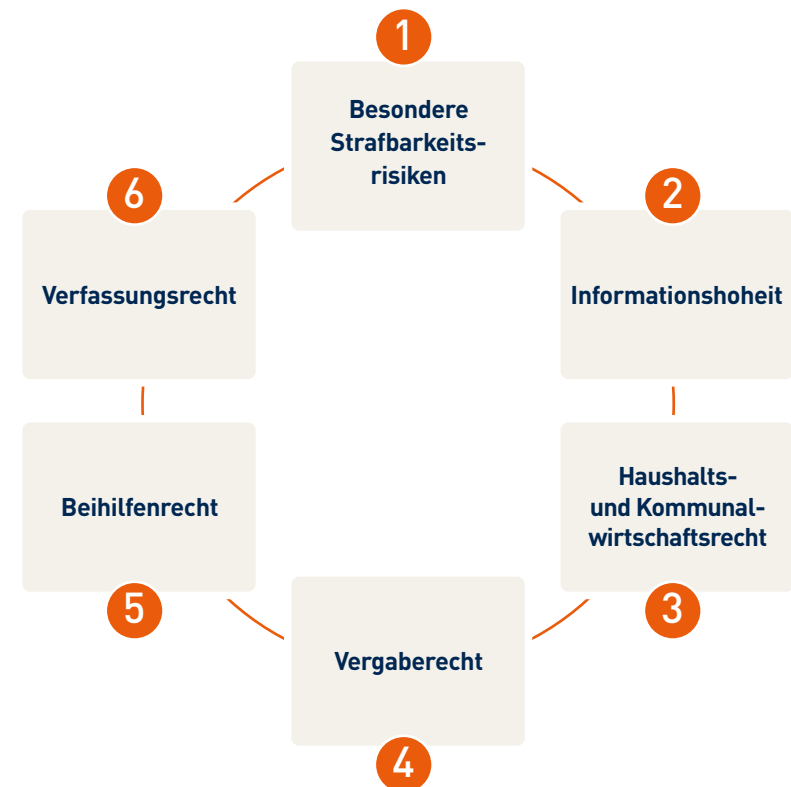 1
Besondere
Strafbarkeits-
risiken
2
Informationshoheit
3
Haushalts-
und Kommunal-
wirtschaftsrecht
4
Vergaberecht
5
Beihilfenrecht
6
Verfassungsrecht